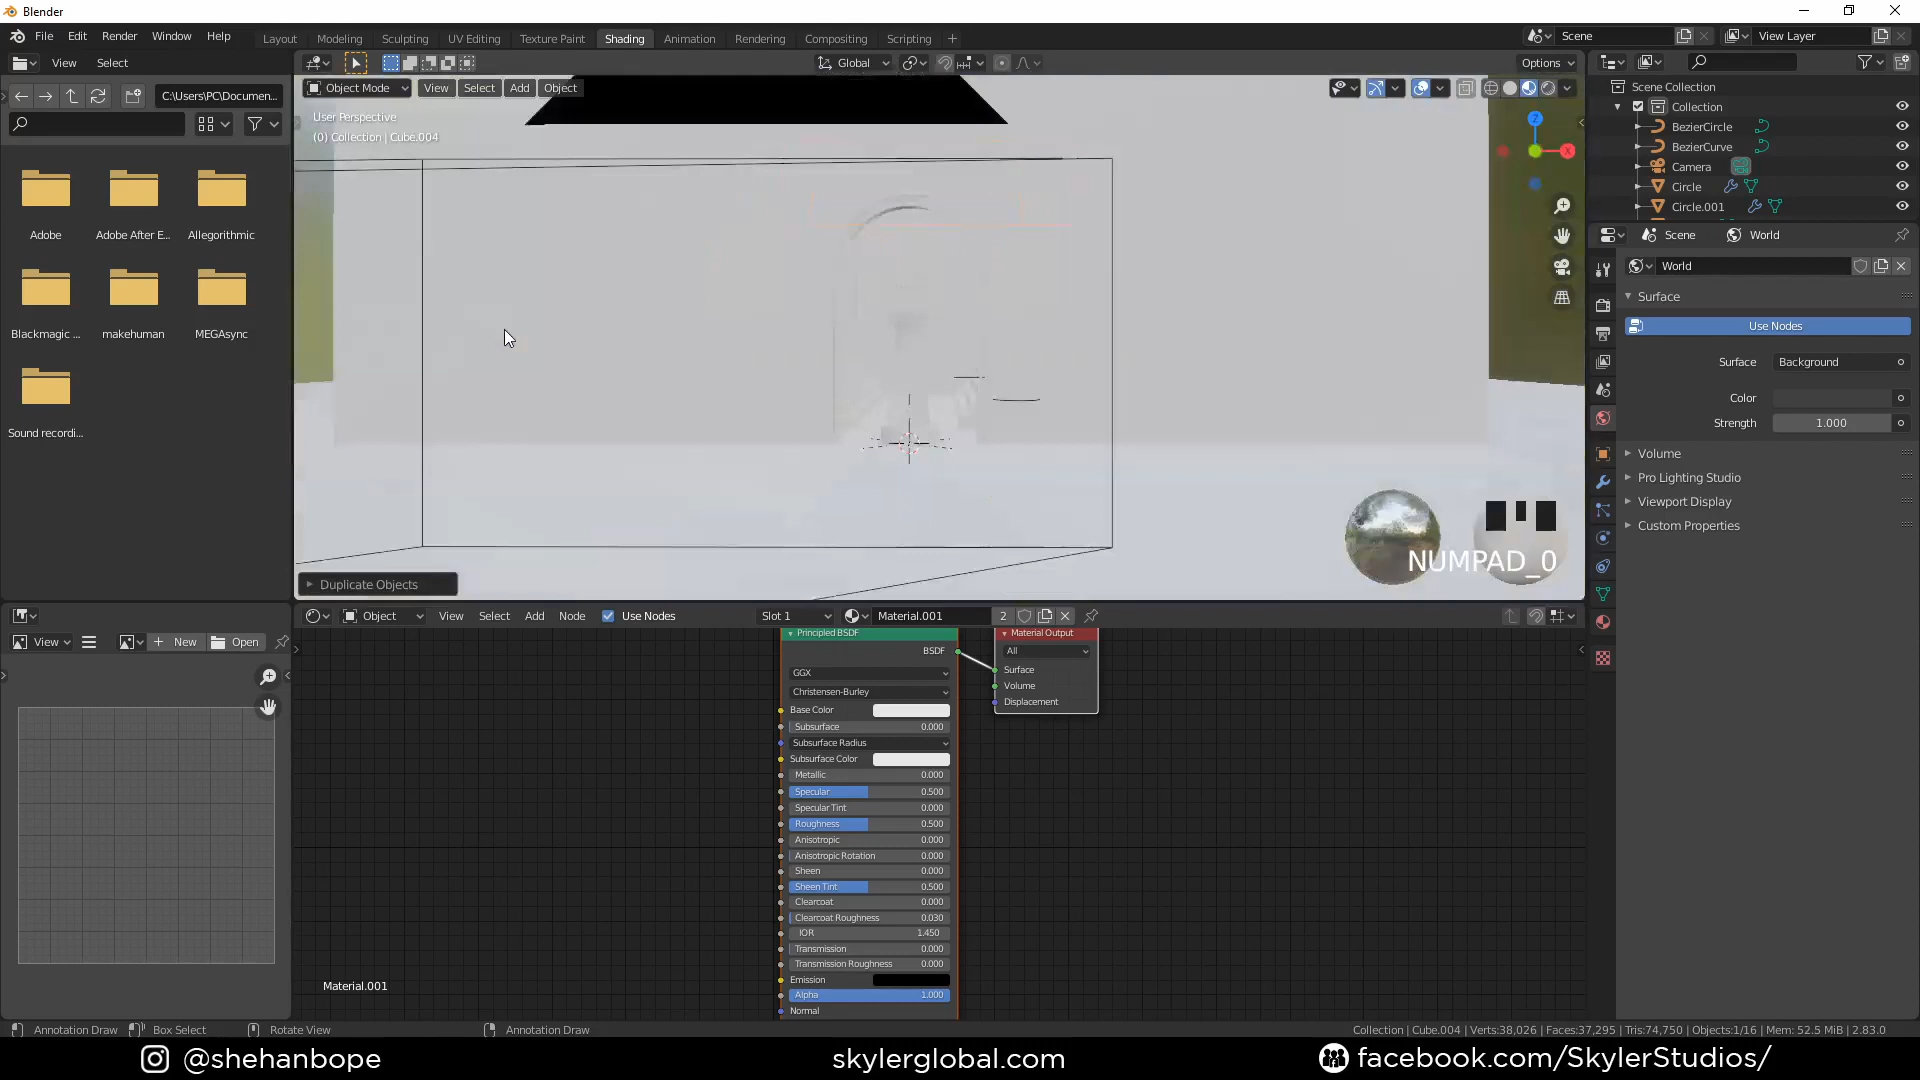 Blender
File Edit Render Window Help
Layout Modeling Sculpting UV Editing Texture Paint Shading Animation Rendering Compositing Scripting
Scene
View Layer
View Select
Global
Options
C:\Users\PC\Documen...
Object Mode View Select Add Object
User Perspective
(0) Collection | Cube.004
Adobe
Adobe After E...
Allegorithmic
Blackmagic ...
makehuman
MEGAsync
Sound recordi...
Z
X
NUMPAD_0
Duplicate Objects
Scene Collection
Collection
BezierCircle
BezierCurve
Camera
Circle
Circle.001
Scene World
World
Surface
Use Nodes
Surface Background
Color
Strength 1.000
Volume
Pro Lighting Studio
Viewport Display
Custom Properties
View New Open
Object View Select Add Node Use Nodes Slot 1 Material.001 2
Principled BSDF
BSDF
GGX
Christensen-Burley
Base Color
Subsurface 0.000
Subsurface Radius
Subsurface Color
Metallic 0.000
Specular 0.500
Specular Tint 0.000
Roughness 0.500
Anisotropic 0.000
Anisotropic Rotation 0.000
Sheen 0.000
Sheen Tint 0.500
Clearcoat 0.000
Clearcoat Roughness 0.030
IOR 1.450
Transmission 0.000
Transmission Roughness 0.000
Emission
Alpha 1.000
Normal
Material Output
All
Surface
Volume
Displacement
Material.001
Annotation Draw Box Select Rotate View Annotation Draw
Collection | Cube.004 | Verts:38,026 | Faces:37,295 | Tris:74,750 | Objects:1/16 | Mem: 52.5 MiB | 2.83.0
@shehanbope
skylerglobal.com
facebook.com/SkylerStudios/